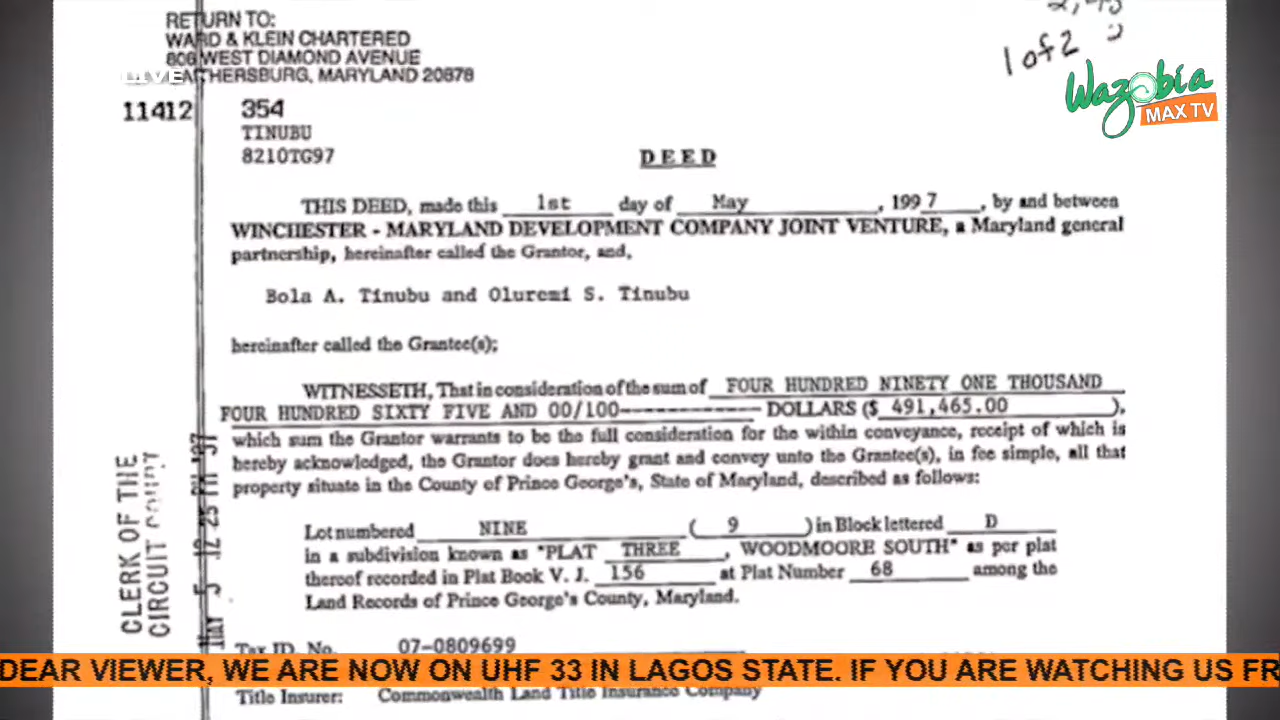 RETURN TO:
WARD & KLEIN CHARTERED
806 WEST DIAMOND AVENUE
GAITHERSBURG, MARYLAND 20878
LIVE
1 of 2
Wazobia
MAX TV
11412
354
TINUBU
8210TG97
DEED
THIS DEED, made this 1st day of May, 1997, by and between
WINCHESTER - MARYLAND DEVELOPMENT COMPANY JOINT VENTURE, a Maryland general
partnership, hereinafter called the Grantor, and,
Bola A. Tinubu and Oluremi S. Tinubu
hereinafter called the Grantee(s);
WITNESSETH, That in consideration of the sum of FOUR HUNDRED NINETY ONE THOUSAND
FOUR HUNDRED SIXTY FIVE AND 00/100------------- DOLLARS ($ 491,465.00 ),
which sum the Grantor warrants to be the full consideration for the within conveyance, receipt of which is
hereby acknowledged, the Grantor does hereby grant and convey unto the Grantee(s), in fee simple, all that
property situate in the County of Prince George's, State of Maryland, described as follows:
Lot numbered NINE ( 9 ) in Block lettered D
in a subdivision known as "PLAT THREE, WOODMOORE SOUTH" as per plat
thereof recorded in Plat Book V. J. 156 at Plat Number 68 among the
Land Records of Prince George's County, Maryland.
CLERK OF THE
CIRCUIT COURT
MAY 5 12 25 PM '97
Tax ID. No. 07-0809699
DEAR VIEWER, WE ARE NOW ON UHF 33 IN LAGOS STATE. IF YOU ARE WATCHING US FR
Title Insurer: Commonwealth Land Title Insurance Company